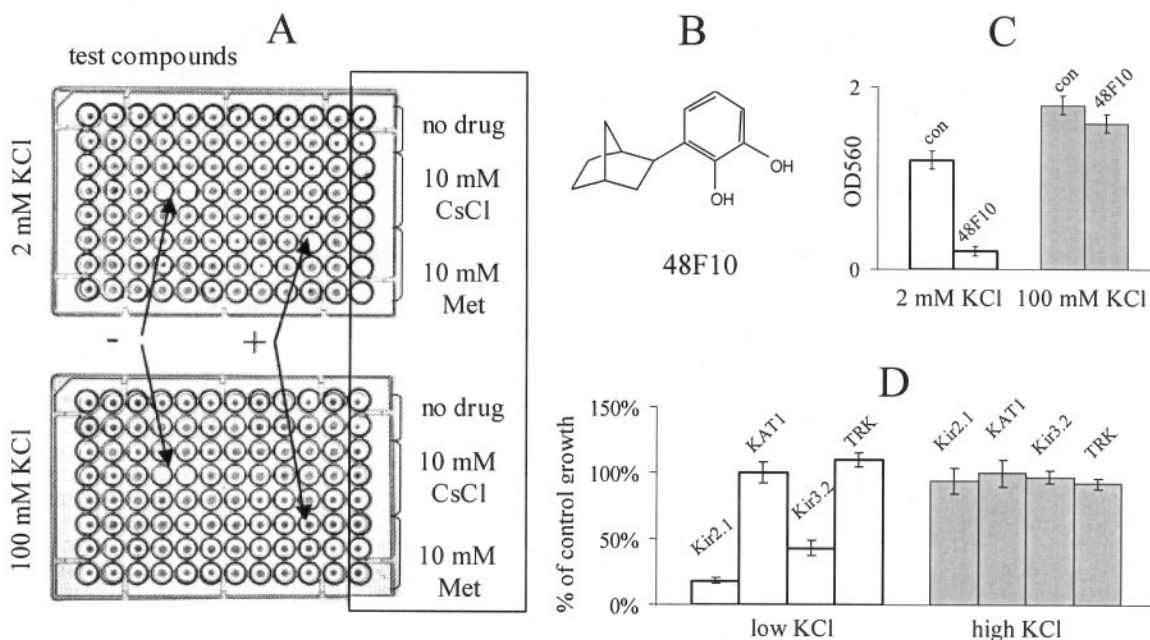 A
test compounds
2 mM KCl
no drug
10 mM
CsCl
10 mM
Met
-
+
100 mM KCl
no drug
10 mM
CsCl
10 mM
Met
B
OH
OH
48F10
C
OD560
2
0
con
48F10
con
48F10
2 mM KCl
100 mM KCl
D
% of control growth
150%
100%
50%
0%
Kir2.1
KAT1
Kir3.2
TRK
Kir2.1
KAT1
Kir3.2
TRK
low KCl
high KCl